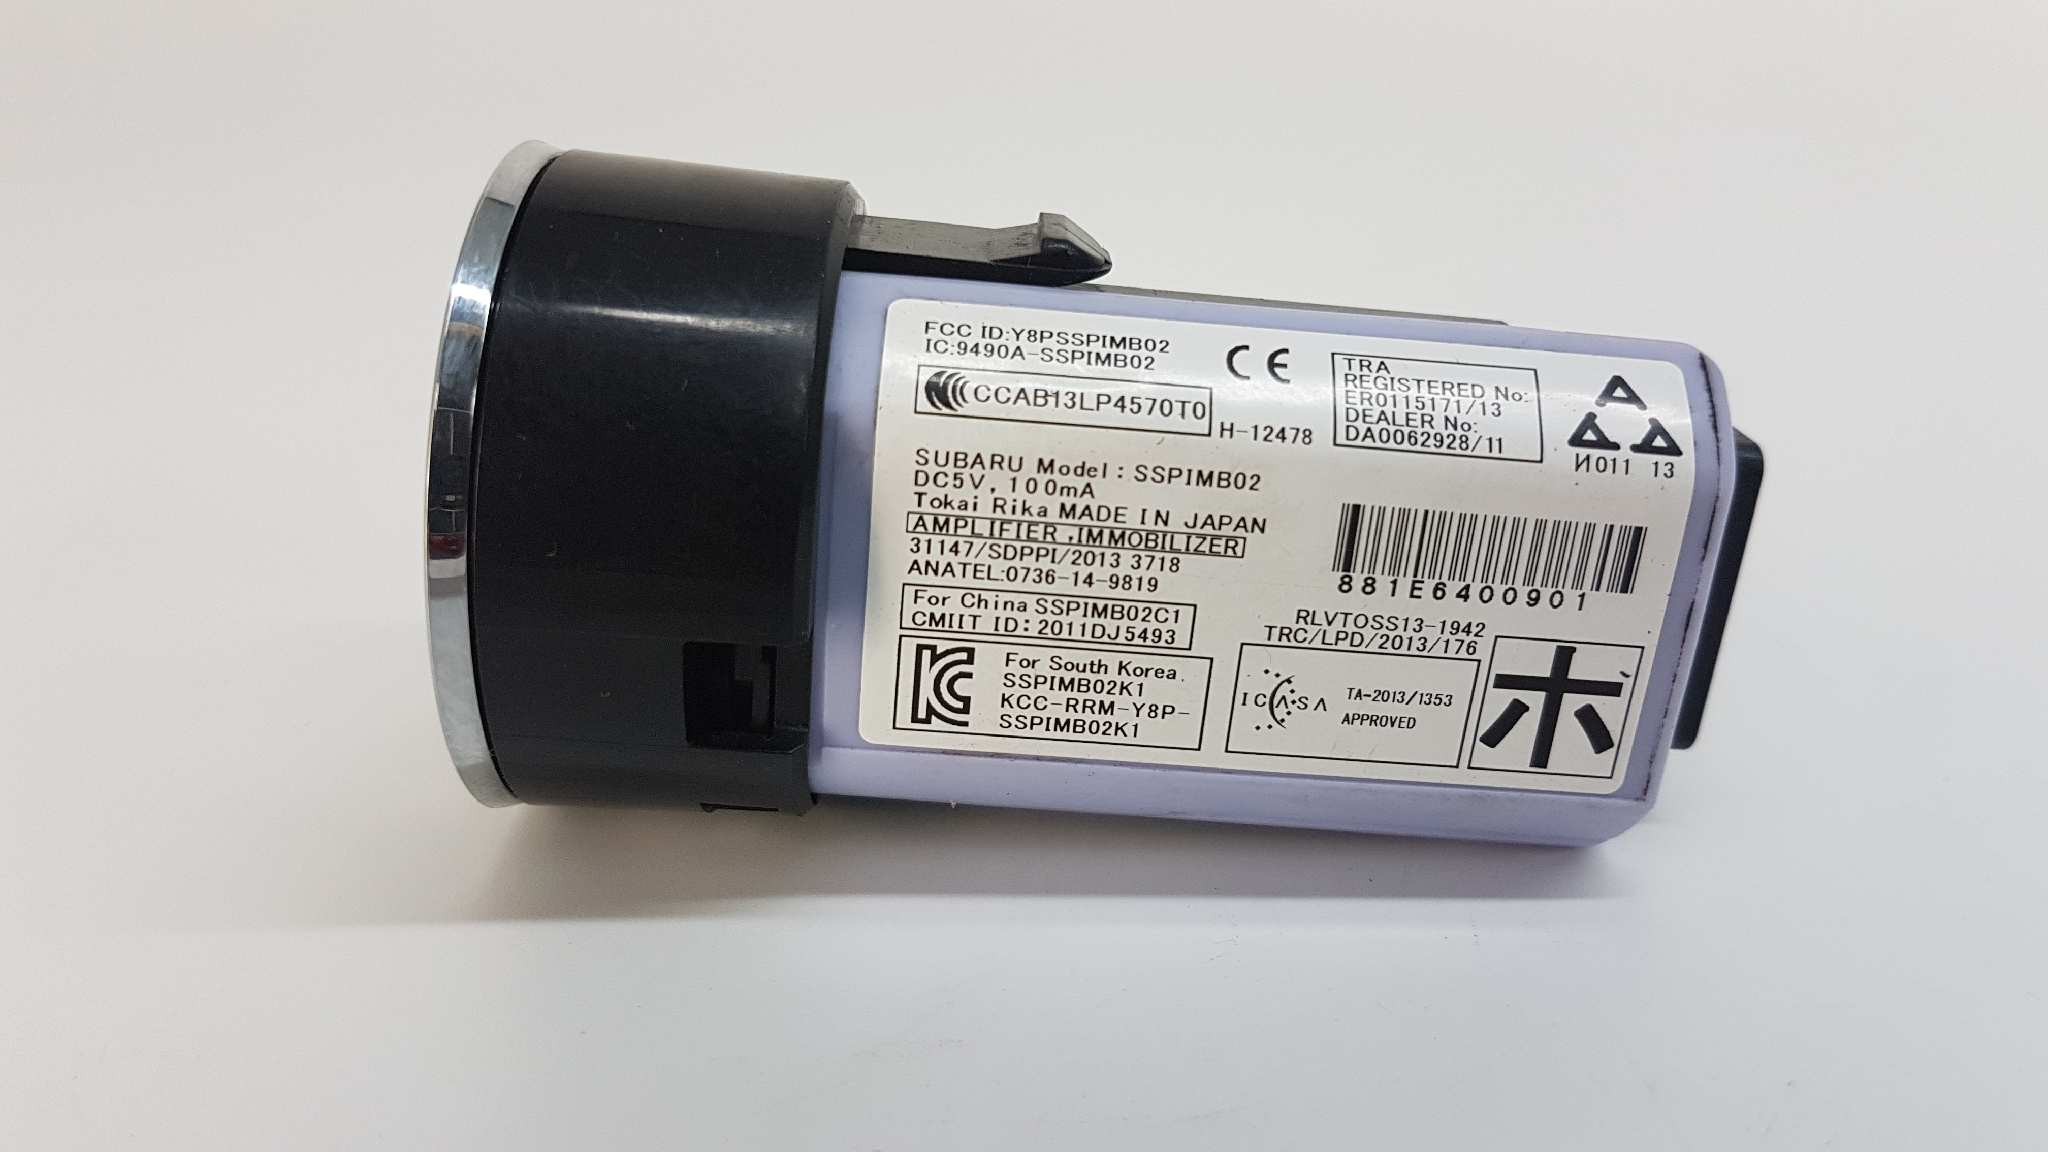 FCC ID:Y8PSSPIMB02
IC:9490A-SSPIMB02
CE
CCAB13LP4570T0
H-12478
TRA
REGISTERED No:
ER0115171/13
DEALER No:
DA0062928/11
И011 13
SUBARU Model: SSPIMB02
DC5V, 100mA
Tokai Rika MADE IN JAPAN
AMPLIFIER ,IMMOBILIZER
31147/SDPPI/2013 3718
ANATEL:0736-14-9819
881E6400901
For China SSPIMB02C1
CMIIT ID: 2011DJ5493
RLVTOSS13-1942
TRC/LPD/2013/176
For South Korea
SSPIMB02K1
KCC-RRM-Y8P-
SSPIMB02K1
ICASA
TA-2013/1353
APPROVED
ホ